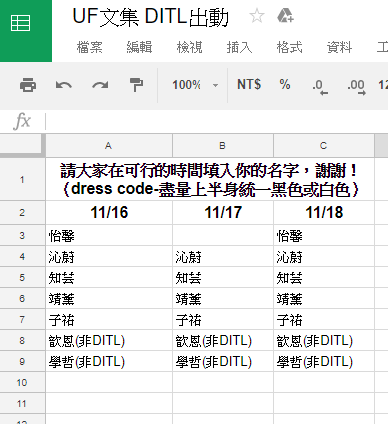 UF文集 DITL出動
檔案 編輯 檢視 插入 格式 資料 工
100% NT$ % .0 .00 12
fx
A B C
1 請大家在可行的時間填入你的名字，謝謝！
（dress code-盡量上半身統一黑色或白色）
2 11/16 11/17 11/18
3 怡馨 怡馨
4 沁蔚 沁蔚 沁蔚
5 知芸 知芸 知芸
6 靖蕙 靖蕙 靖蕙
7 子祐 子祐 子祐
8 歆恩(非DITL) 歆恩(非DITL) 歆恩(非DITL)
9 學哲(非DITL) 學哲(非DITL) 學哲(非DITL)
10
11
12